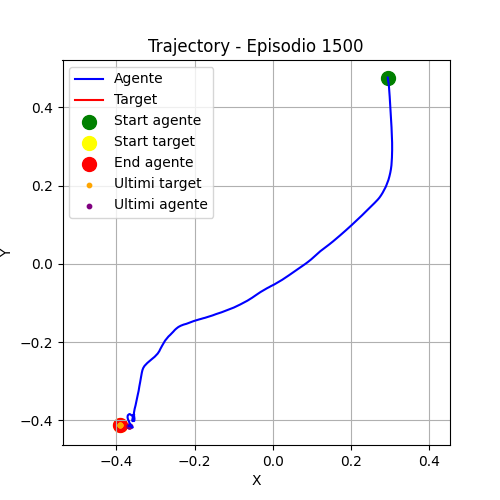 Trajectory - Episodio 1500
Agente
Target
Start agente
Start target
End agente
Ultimi target
Ultimi agente
0.4
0.2
0.0
−0.2
−0.4
Y
−0.4
−0.2
0.0
0.2
0.4
X